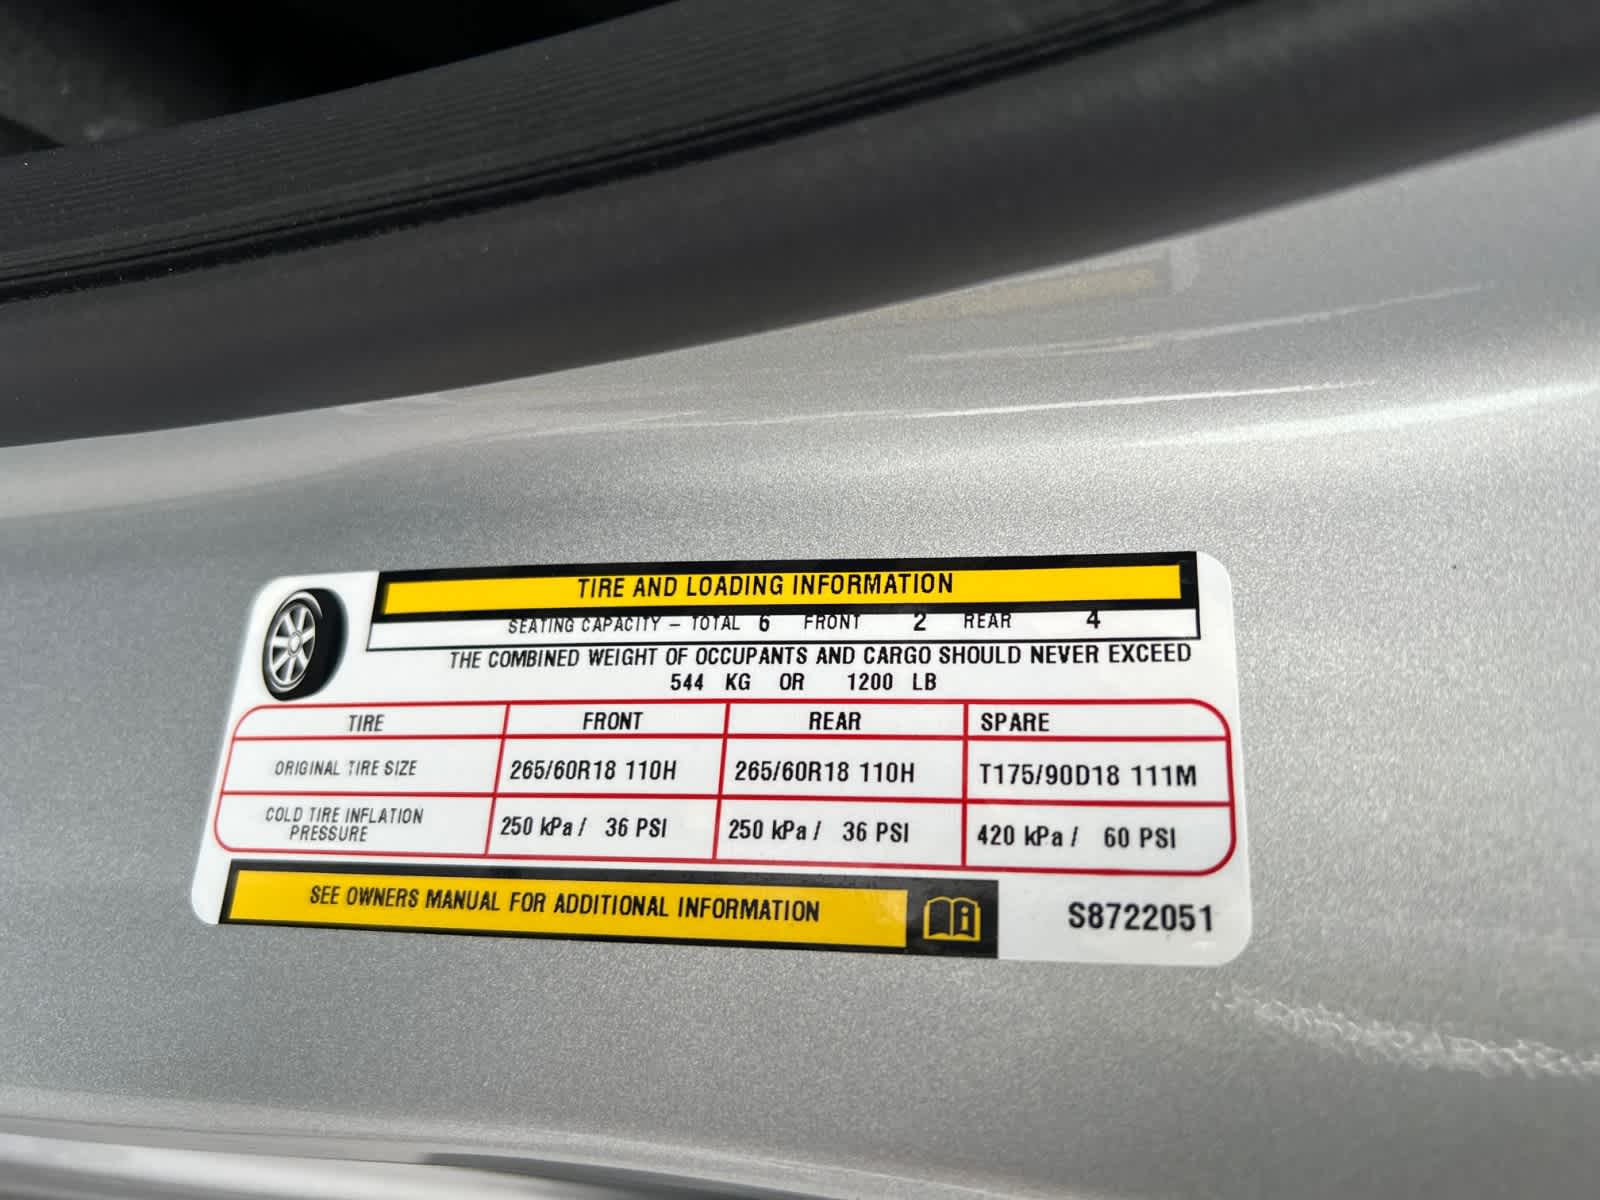 TIRE AND LOADING INFORMATION
SEATING CAPACITY – TOTAL 6 FRONT 2 REAR 4
THE COMBINED WEIGHT OF OCCUPANTS AND CARGO SHOULD NEVER EXCEED
544 KG OR 1200 LB
TIRE FRONT REAR SPARE
ORIGINAL TIRE SIZE 265/60R18 110H 265/60R18 110H T175/90D18 111M
COLD TIRE INFLATION
PRESSURE 250 kPa / 36 PSI 250 kPa / 36 PSI 420 kPa / 60 PSI
SEE OWNERS MANUAL FOR ADDITIONAL INFORMATION
S8722051